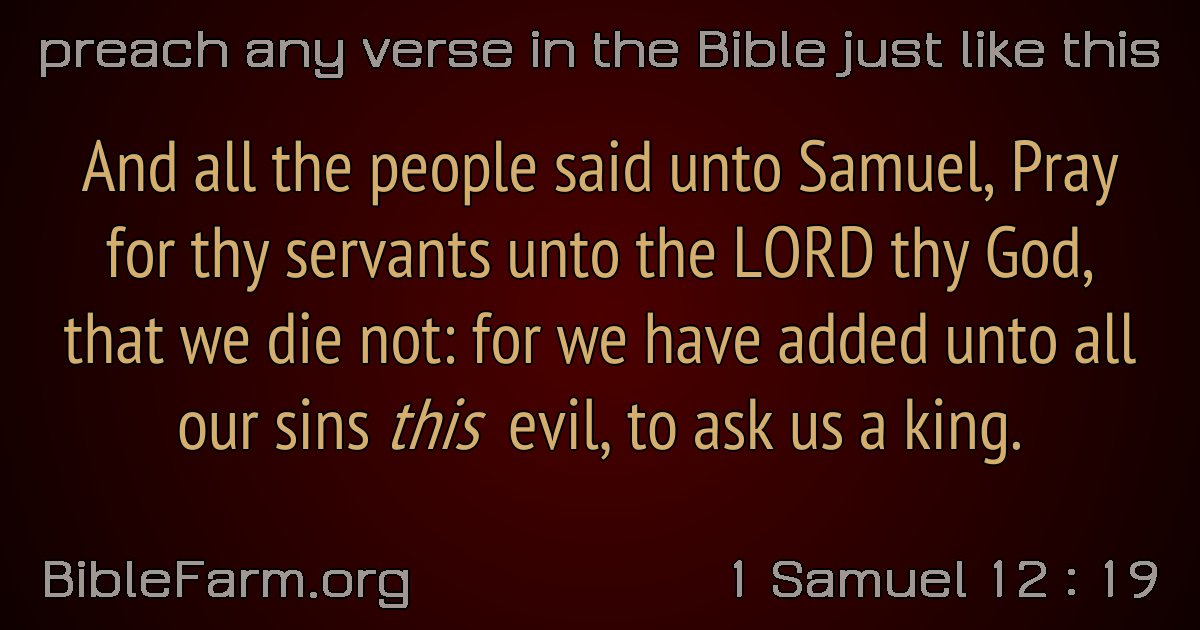 preach any verse in the Bible just like this
And all the people said unto Samuel, Pray
for thy servants unto the LORD thy God,
that we die not: for we have added unto all
our sins this evil, to ask us a king.
BibleFarm.org
1 Samuel 12 : 19